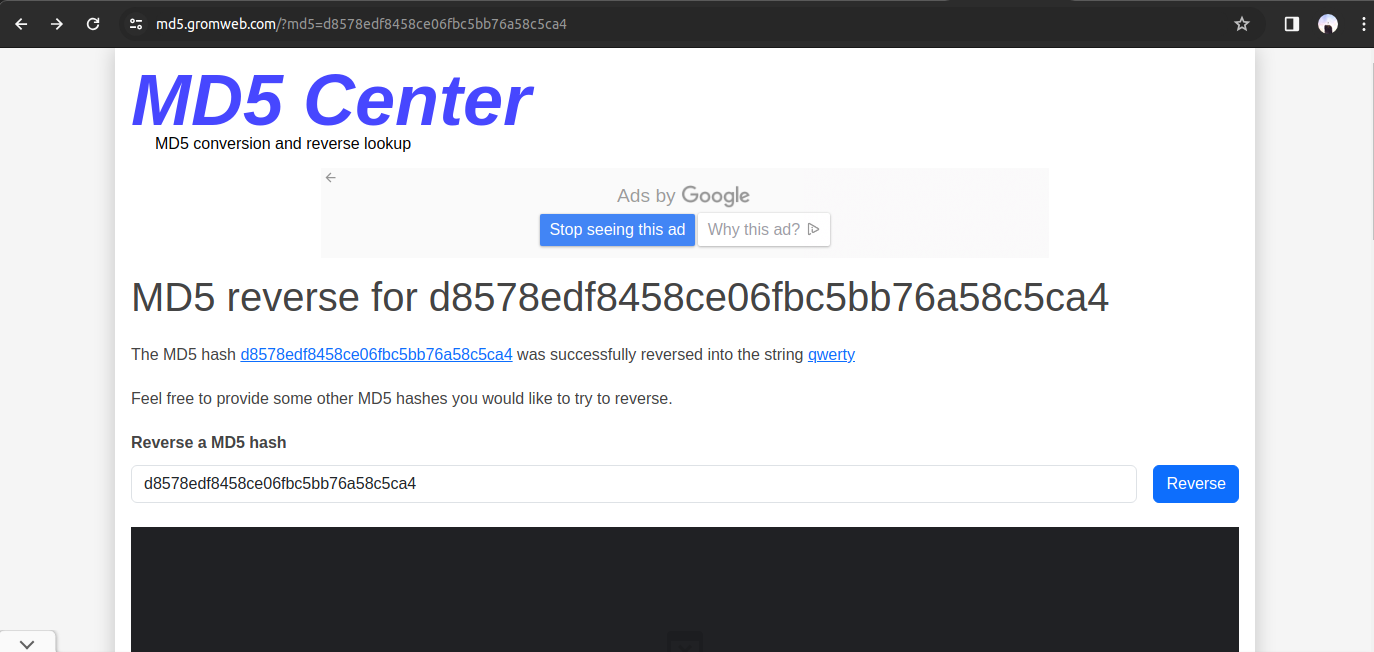 md5.gromweb.com/?md5=d8578edf8458ce06fbc5bb76a58c5ca4
MD5 Center
MD5 conversion and reverse lookup
Ads by Google
Stop seeing this ad Why this ad?
MD5 reverse for d8578edf8458ce06fbc5bb76a58c5ca4
The MD5 hash d8578edf8458ce06fbc5bb76a58c5ca4 was successfully reversed into the string qwerty
Feel free to provide some other MD5 hashes you would like to try to reverse.
Reverse a MD5 hash
d8578edf8458ce06fbc5bb76a58c5ca4 Reverse